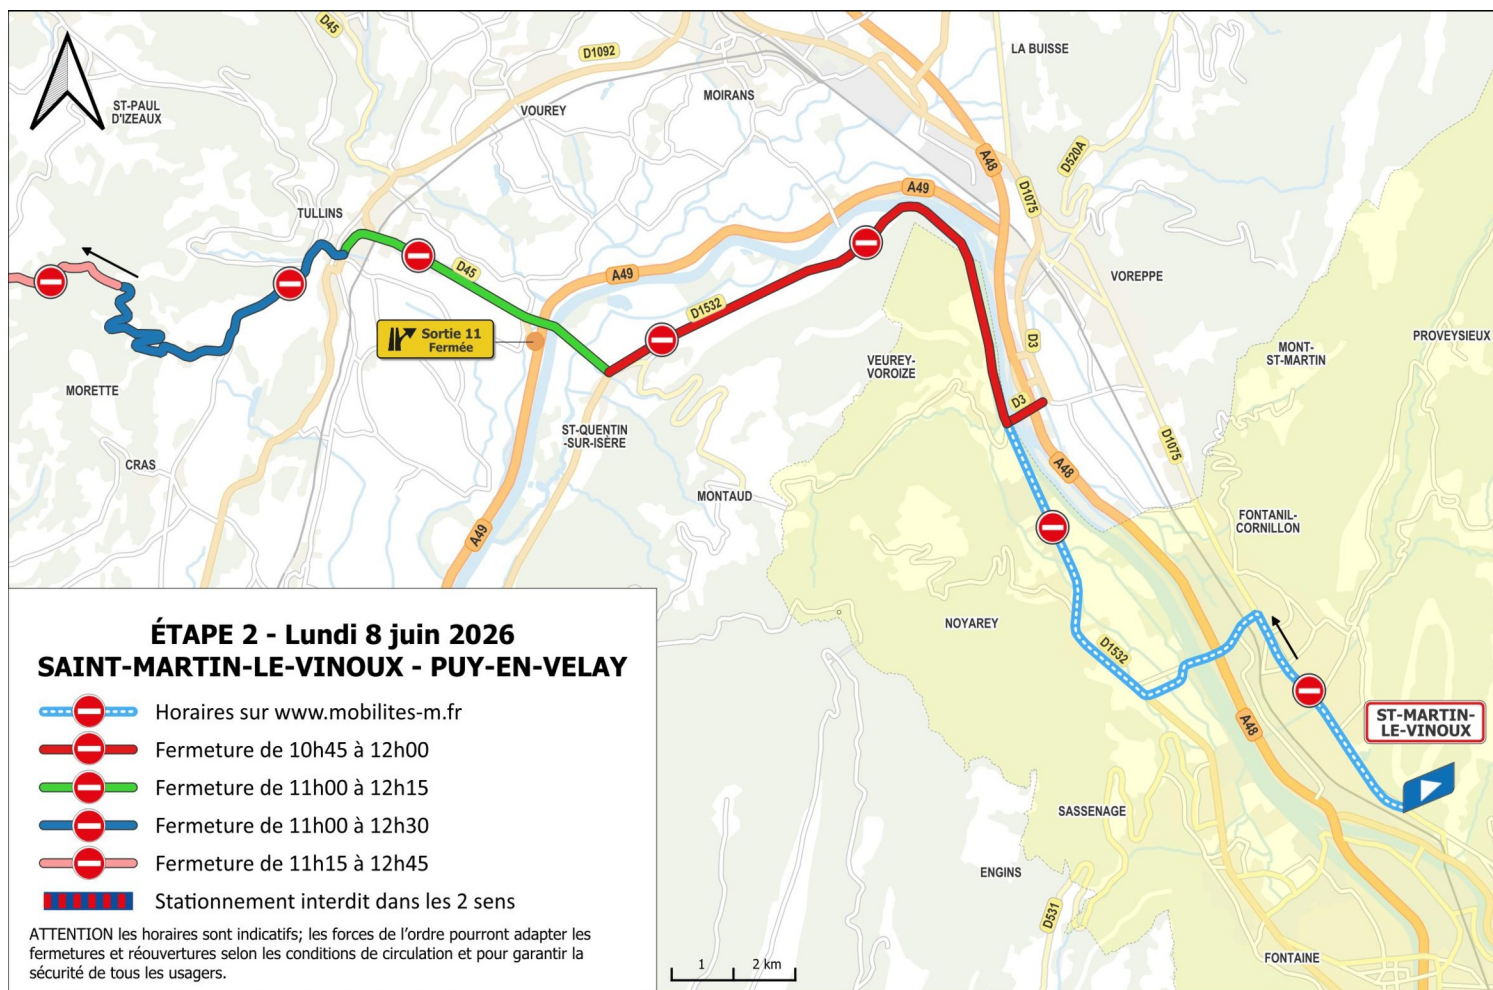 D45
D1092
LA BUISSE
ST-PAUL
D'IZEAUX
MOIRANS
VOUREY
D520A
A48
A49
D1075
TULLINS
D45
A49
VOREPPE
D1532
Sortie 11
Fermée
D3
PROVEYSIEUX
MONT-
ST-MARTIN
VEUREY-
VOROIZE
MORETTE
D3
ST-QUENTIN
-SUR-ISÈRE
D1075
CRAS
A48
MONTAUD
FONTANIL-
CORNILLON
A49
NOYAREY
D1532
ST-MARTIN-
LE-VINOUX
A48
SASSENAGE
ENGINS
D531
FONTAINE
ÉTAPE 2 - Lundi 8 juin 2026
SAINT-MARTIN-LE-VINOUX - PUY-EN-VELAY
Horaires sur www.mobilites-m.fr
Fermeture de 10h45 à 12h00
Fermeture de 11h00 à 12h15
Fermeture de 11h00 à 12h30
Fermeture de 11h15 à 12h45
Stationnement interdit dans les 2 sens
ATTENTION les horaires sont indicatifs; les forces de l'ordre pourront adapter les
fermetures et réouvertures selon les conditions de circulation et pour garantir la
sécurité de tous les usagers.
1 2 km